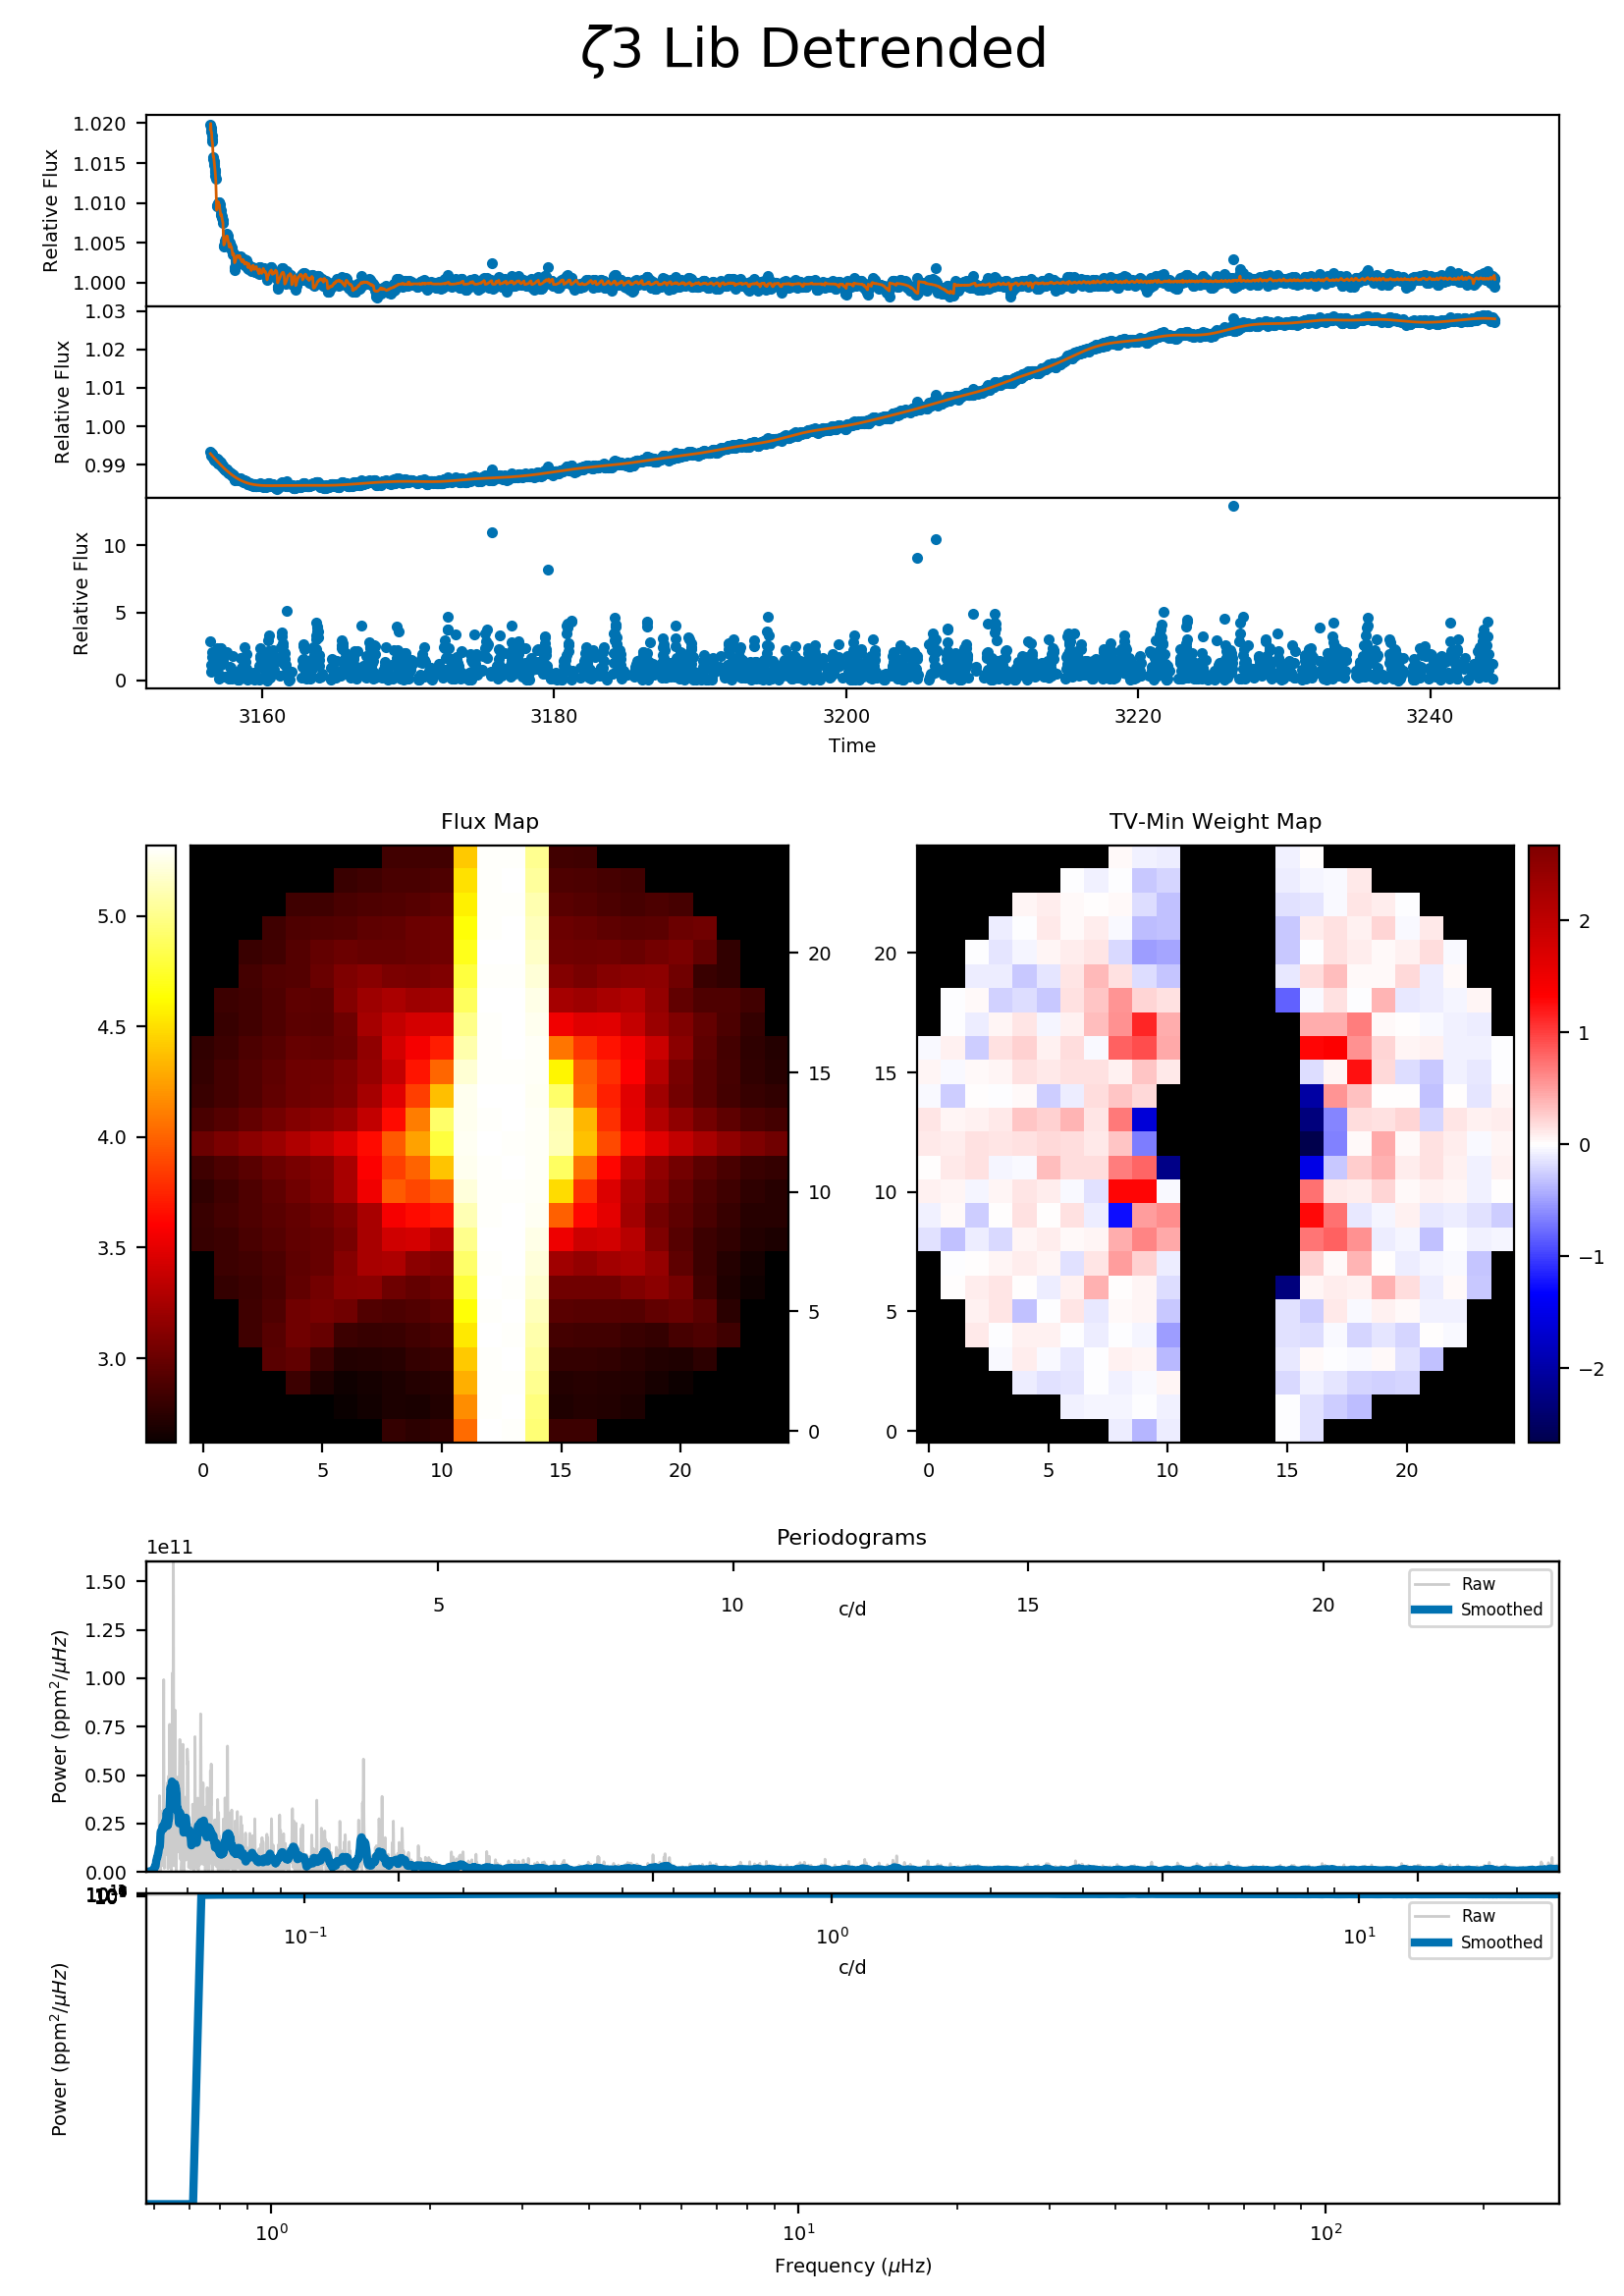 ζ3 Lib Detrended
1.020
1.015
1.010
1.005
1.000
Relative Flux
1.03
1.02
1.01
1.00
0.99
Relative Flux
10
5
0
Relative Flux
3160 3180 3200 3220 3240
Time
Flux Map
TV-Min Weight Map
5.0
4.5
4.0
3.5
3.0
20
15
10
5
0
0 5 10 15 20
20
15
10
5
0
0 5 10 15 20
2
1
0
−1
−2
Periodograms
1e11
1.50
1.25
1.00
0.75
0.50
0.25
0.00
Power (ppm²/μHz)
5 10 15 20
c/d
Raw
Smoothed
10⁻¹ 10⁰ 10¹
c/d
Raw
Smoothed
Power (ppm²/μHz)
10⁰ 10¹ 10²
Frequency (μHz)